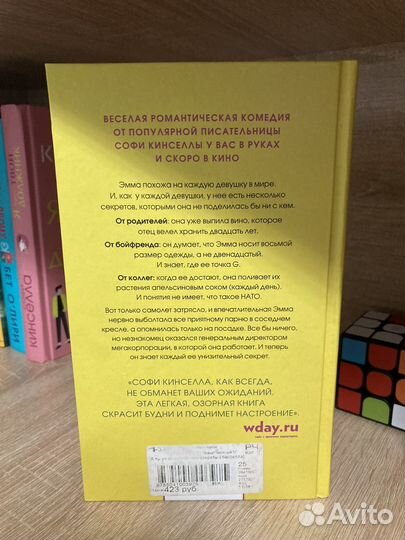 ВЕСЕЛАЯ РОМАНТИЧЕСКАЯ КОМЕДИЯ
ОТ ПОПУЛЯРНОЙ ПИСАТЕЛЬНИЦЫ
СОФИ КИНСЕЛЛЫ У ВАС В РУКАХ
И СКОРО В КИНО
Эмма похожа на каждую девушку в мире.
И, как у каждой девушки, у нее есть несколько
секретов, которыми она не поделилась бы ни с кем.
От родителей: она уже выпила вино, которое
отец велел хранить двадцать лет.
От бойфренда: он думает, что Эмма носит восьмой
размер одежды, а не двенадцатый.
И знает, где ее точка G.
От коллег: когда ее достают, она поливает их
растения апельсиновым соком (каждый день).
И понятия не имеет, что такое НАТО.
Вот только самолет затрясло, и впечатлительная Эмма
нервно выболтала все приятному парню в соседнем
кресле, а опомнилась только на посадке. Все бы ничего,
но незнакомец оказался генеральным директором
мегакорпорации, в которой она работает. И теперь
он знает каждый ее унизительный секрет.
«СОФИ КИНСЕЛЛА, КАК ВСЕГДА,
НЕ ОБМАНЕТ ВАШИХ ОЖИДАНИЙ.
ЭТА ЛЕГКАЯ, ОЗОРНАЯ КНИГА
СКРАСИТ БУДНИ И ПОДНИМЕТ НАСТРОЕНИЕ».
wday.ru
25
423 руб
КИНСЕЛЛА
Avito